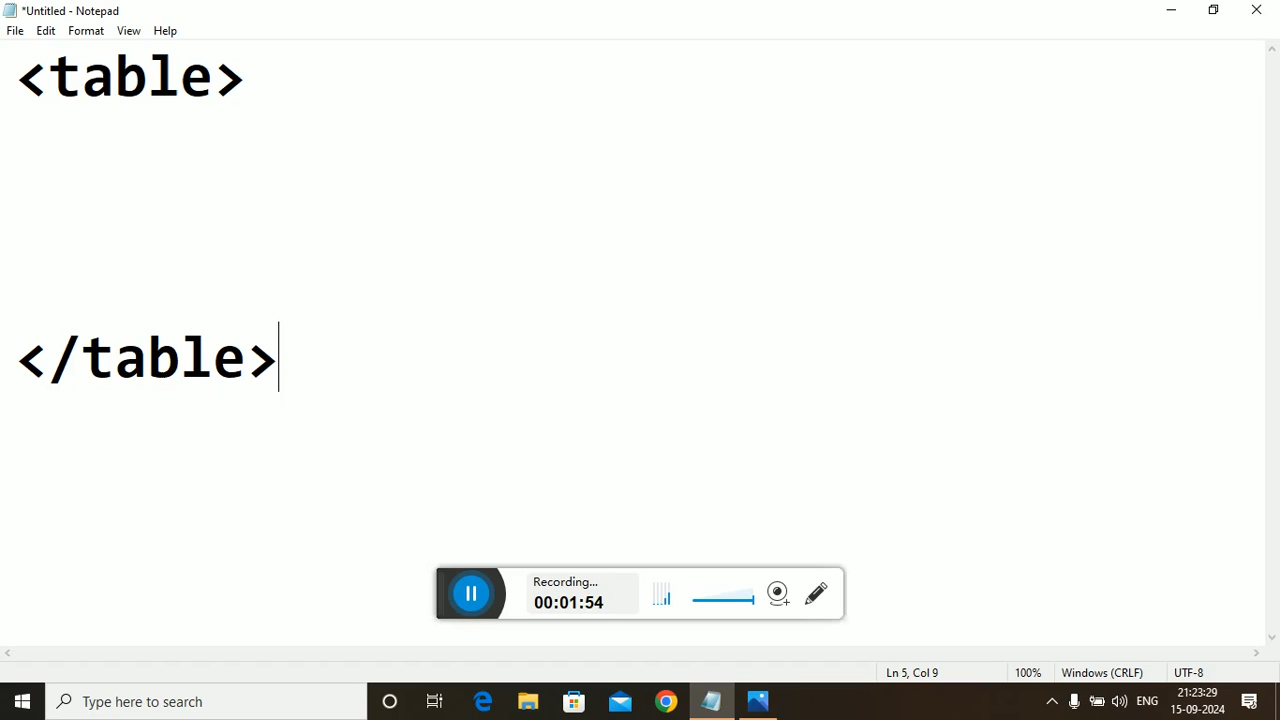 *Untitled - Notepad
File Edit Format View Help
<table>
</table>
Recording...
00:01:54
Ln 5, Col 9 100% Windows (CRLF) UTF-8
Type here to search ENG 21:23:29
15-09-2024